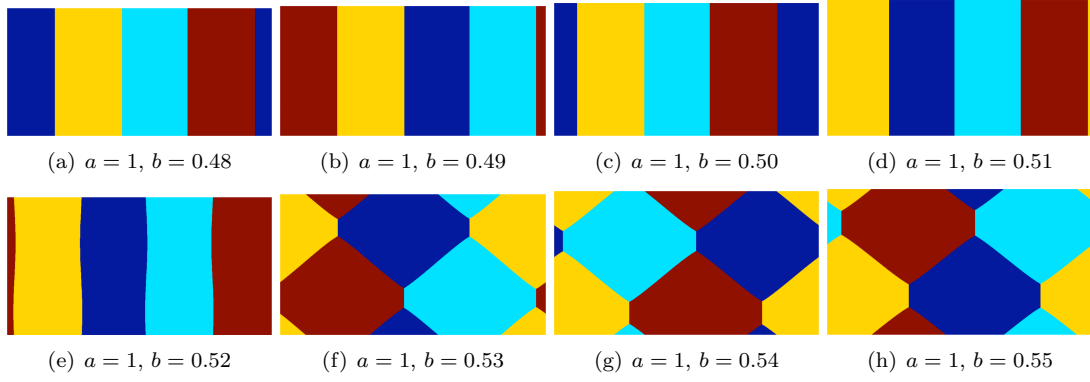 (a) a = 1, b = 0.48
(b) a = 1, b = 0.49
(c) a = 1, b = 0.50
(d) a = 1, b = 0.51
(e) a = 1, b = 0.52
(f) a = 1, b = 0.53
(g) a = 1, b = 0.54
(h) a = 1, b = 0.55